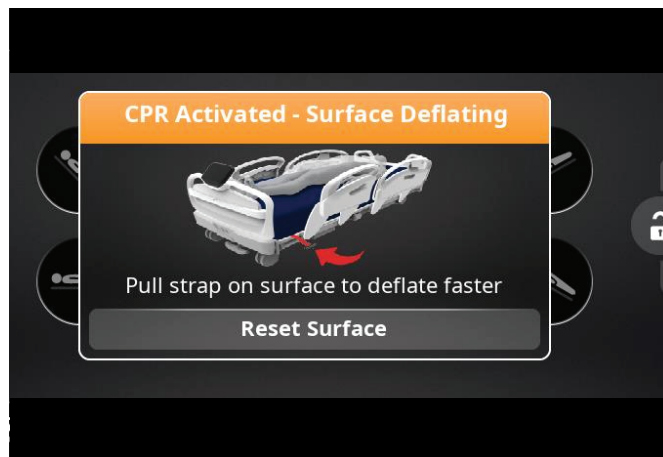 CPR Activated - Surface Deflating
Pull strap on surface to deflate faster
Reset Surface